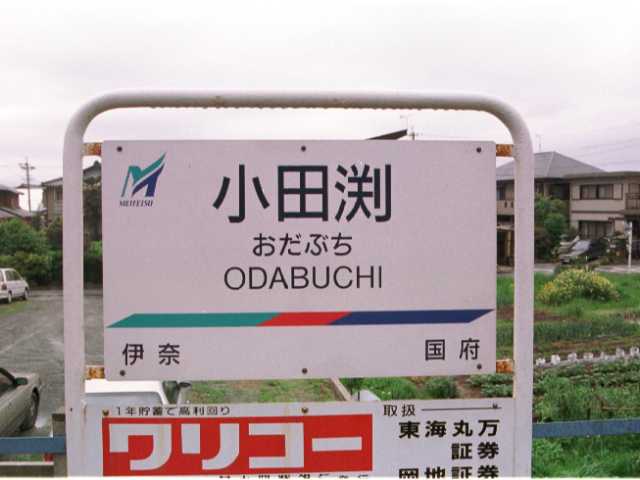 MEITETSU
小田渕
おだぶち
ODABUCHI
伊奈
国府
1年貯蓄で高利回り
ワリコー
取扱
東海丸万
証券
岡地証券